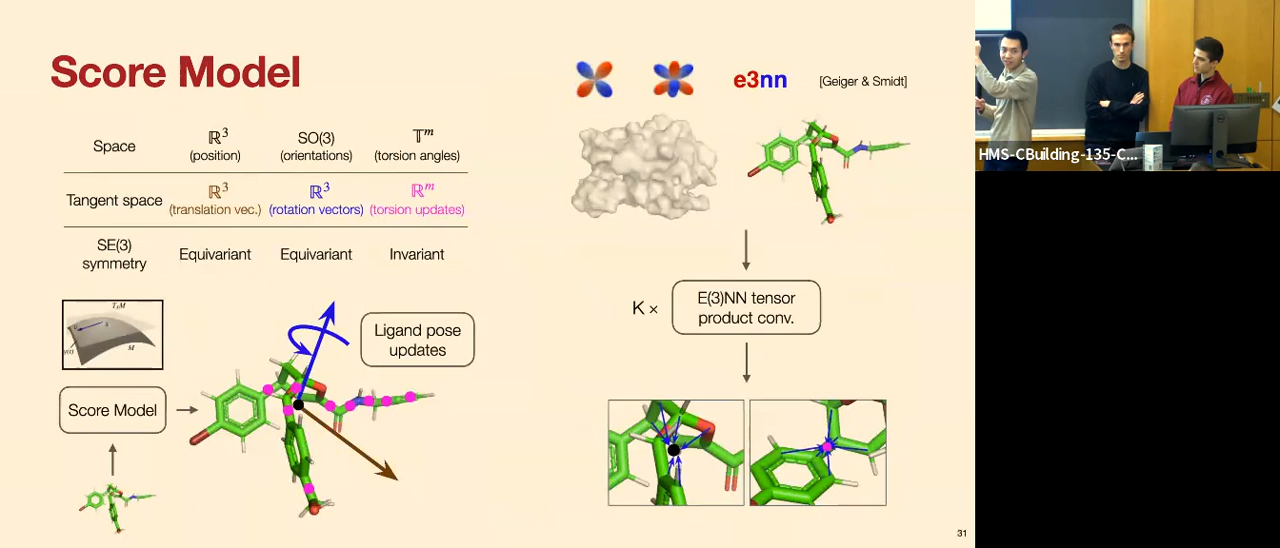 Score Model
Space
ℝ³ (position)
SO(3) (orientations)
𝕋ᵐ (torsion angles)
Tangent space
ℝ³ (translation vec.)
ℝ³ (rotation vectors)
ℝᵐ (torsion updates)
SE(3) symmetry
Equivariant
Equivariant
Invariant
Ligand pose
updates
Score Model
e3nn
[Geiger & Smidt]
K ×
E(3)NN tensor
product conv.
31
HMS-CBuilding-135-C...